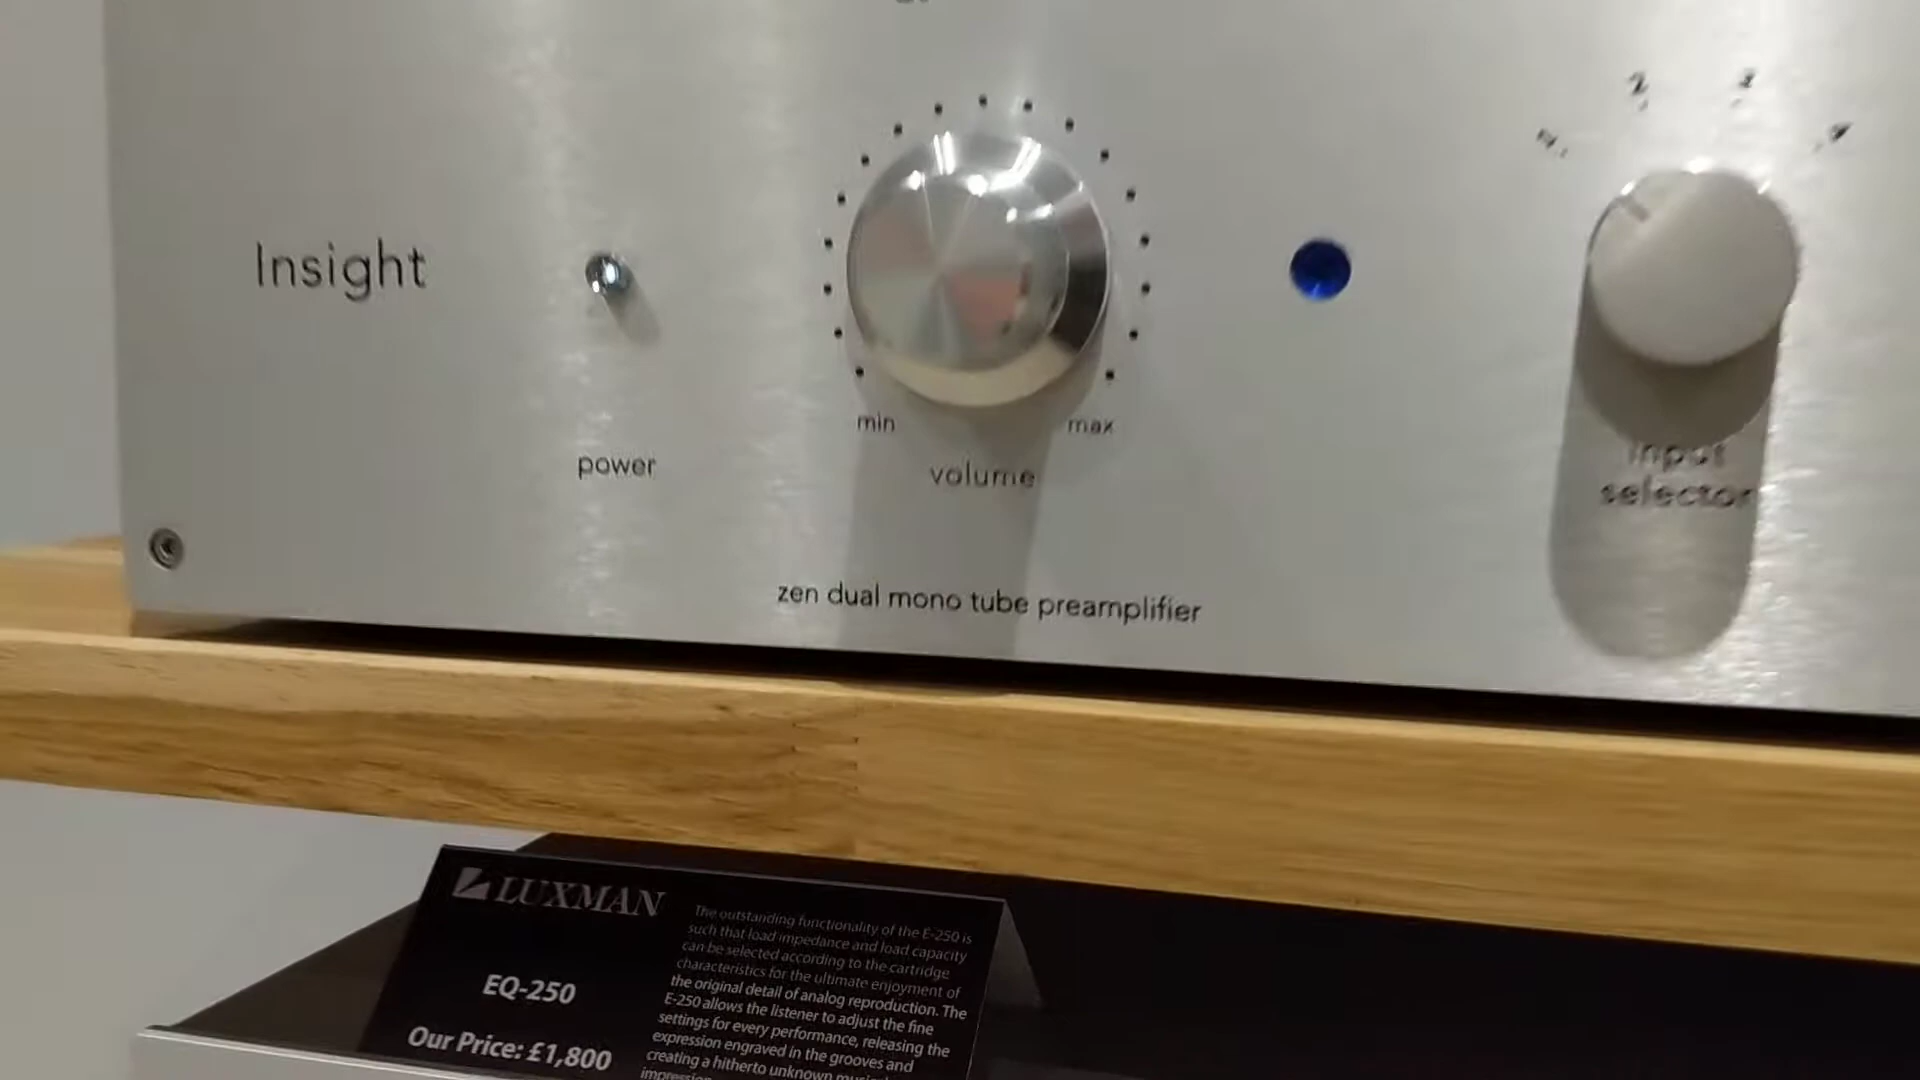 2
3
4
Insight
min
max
power
volume
input
selector
zen dual mono tube preamplifier
LUXMAN
EQ-250
Our Price: £1,800
The outstanding functionality of the E-250 is
such that load impedance and load capacity
can be selected according to the cartridge
characteristics for the ultimate enjoyment of
the original detail of analog reproduction. The
E-250 allows the listener to adjust the fine
settings for every performance, releasing the
expression engraved in the grooves and
creating a hitherto unknown